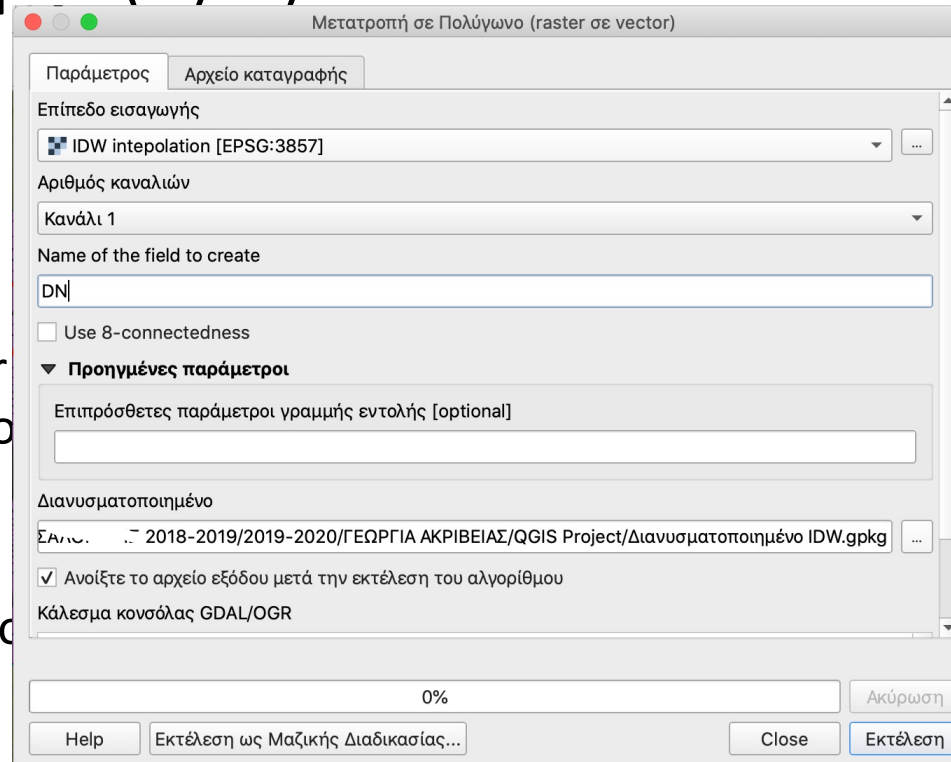 Μετατροπή σε Πολύγωνο (raster σε vector)
Παράμετρος
Αρχείο καταγραφής
Επίπεδο εισαγωγής
IDW intepolation [EPSG:3857]
...
Αριθμός καναλιών
Κανάλι 1
Name of the field to create
DN
Use 8-connectedness
Προηγμένες παράμετροι
Επιπρόσθετες παράμετροι γραμμής εντολής [optional]
Διανυσματοποιημένο
2018-2019/2019-2020/ΓΕΩΡΓΙΑ ΑΚΡΙΒΕΙΑΣ/QGIS Project/Διανυσματοποιημένο IDW.gpkg
...
Ανοίξτε το αρχείο εξόδου μετά την εκτέλεση του αλγορίθμου
Κάλεσμα κονσόλας GDAL/OGR
0%
Ακύρωση
Help
Εκτέλεση ως Μαζικής Διαδικασίας...
Close
Εκτέλεση